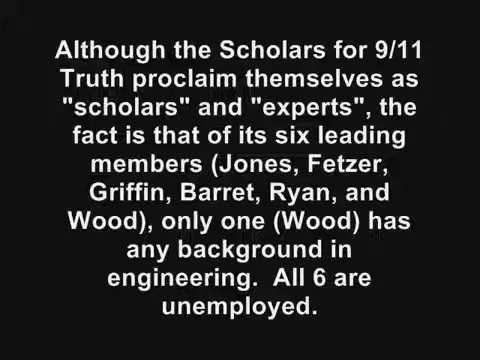 Although the Scholars for 9/11
Truth proclaim themselves as
"scholars" and "experts", the
fact is that of its six leading
members (Jones, Fetzer,
Griffin, Barret, Ryan, and
Wood), only one (Wood) has
any background in
engineering.  All 6 are
unemployed.